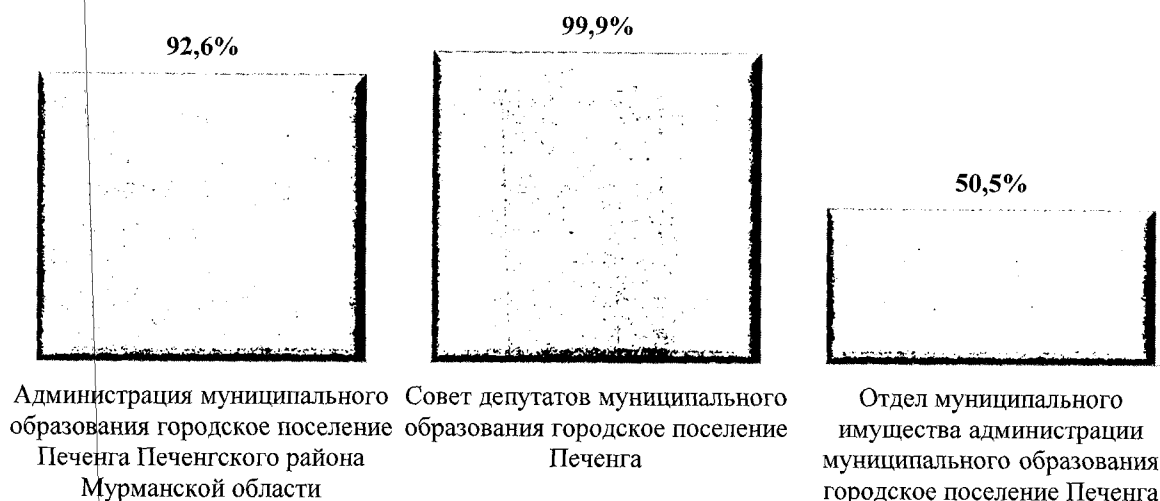 92,6%
99,9%
50,5%
Администрация муниципального
образования городское поселение
Печенга Печенгского района
Мурманской области
Совет депутатов муниципального
образования городское поселение
Печенга
Отдел муниципального
имущества администрации
муниципального образования
городское поселение Печенга